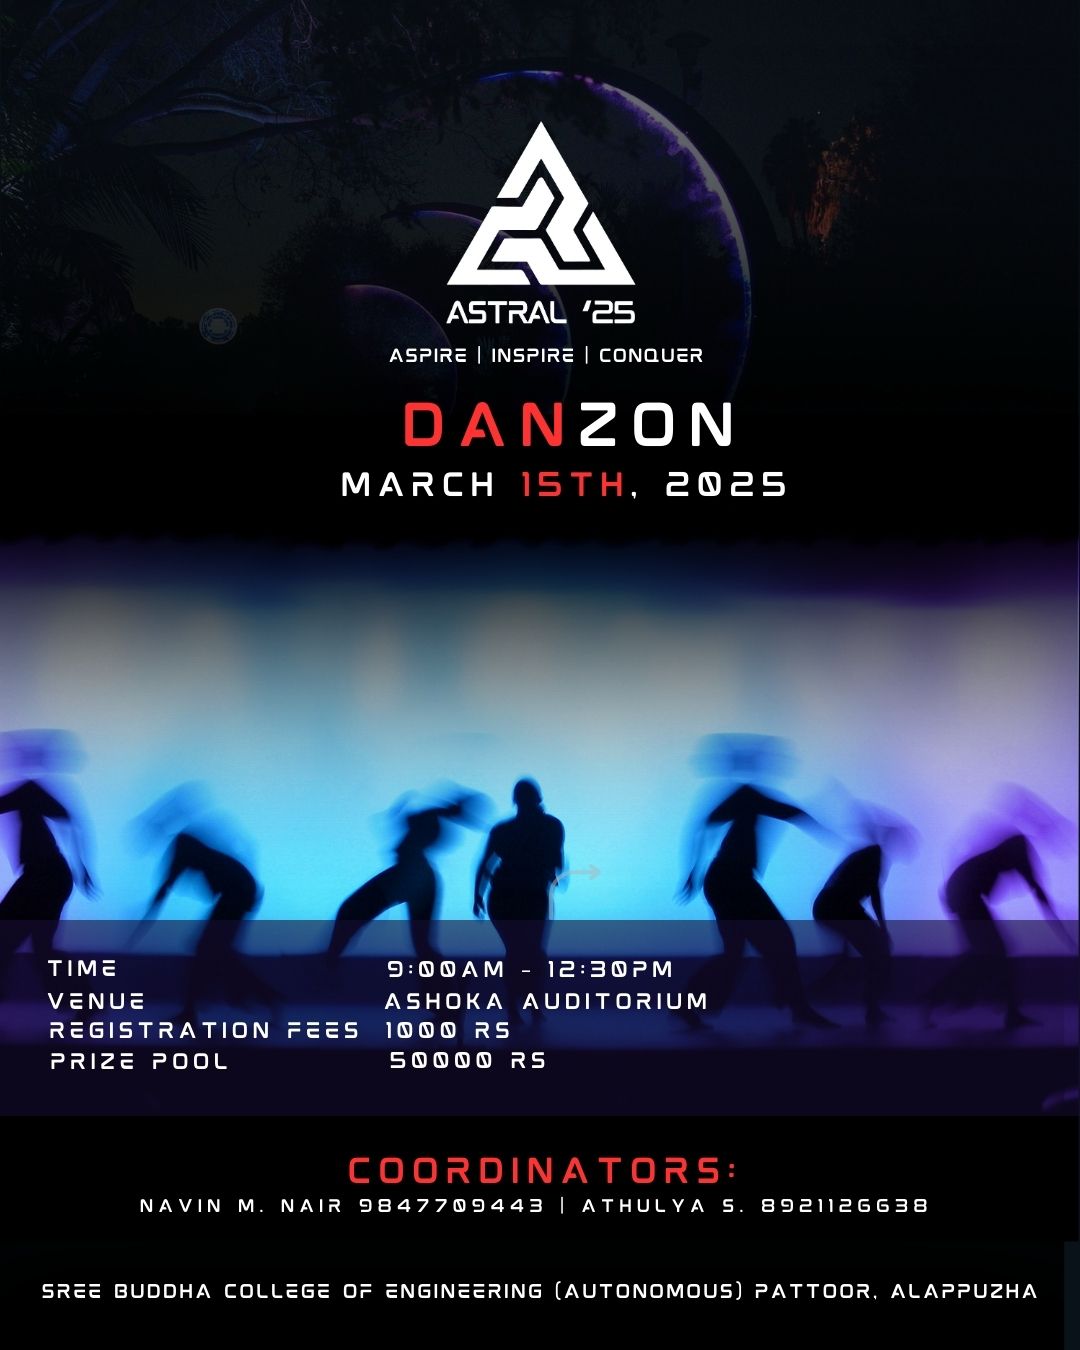 ASTRAL '25
ASPIRE | INSPIRE | CONQUER
DANZON
MARCH 15TH, 2025
TIME 9:00AM - 12:30PM
VENUE ASHOKA AUDITORIUM
REGISTRATION FEES 1000 RS
PRIZE POOL 50000 RS
COORDINATORS:
NAVIN M. NAIR 9847709443 | ATHULYA S. 8921126638
SREE BUDDHA COLLEGE OF ENGINEERING (AUTONOMOUS) PATTOOR, ALAPPUZHA